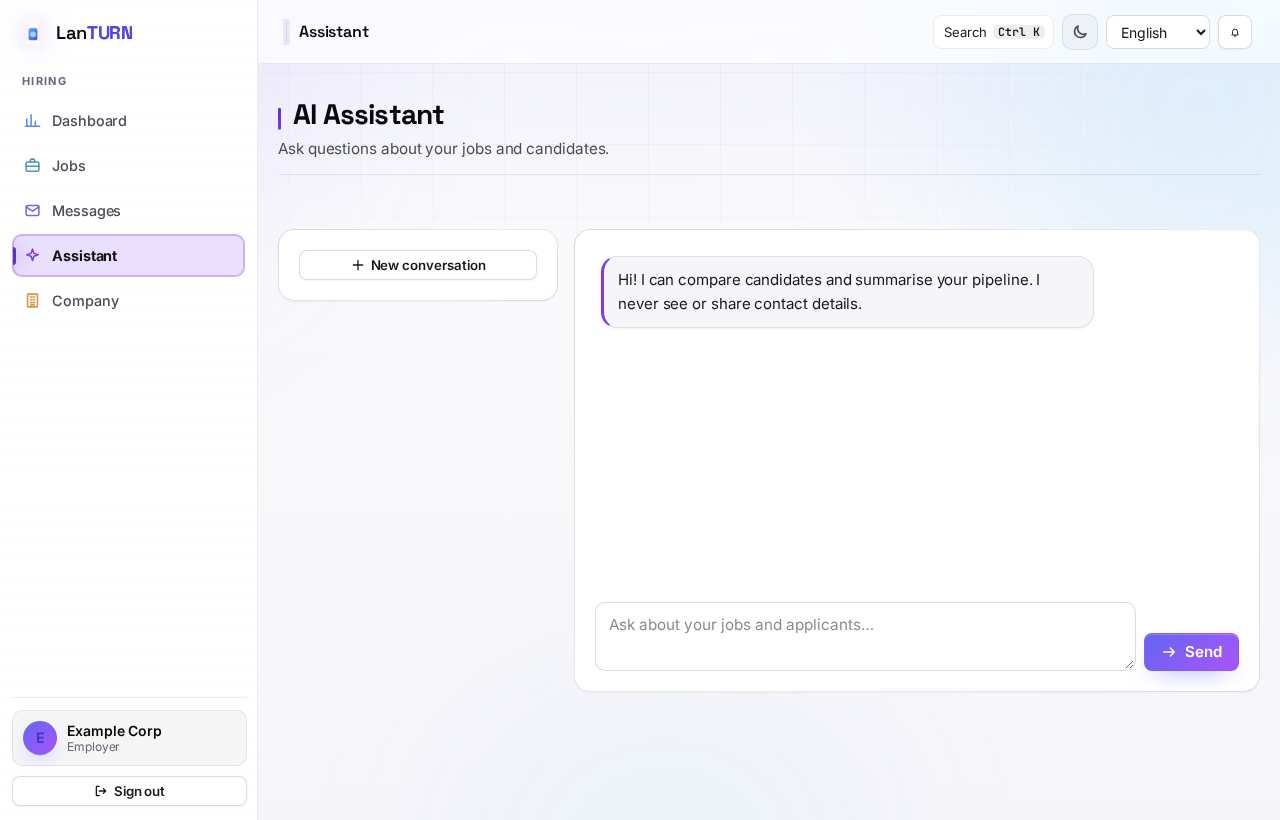 LanTURN
HIRING
Dashboard
Jobs
Messages
Assistant
Company
Example Corp
E
Employer
Sign out
Assistant
Search Ctrl K
English
AI Assistant
Ask questions about your jobs and candidates.
New conversation
Hi! I can compare candidates and summarise your pipeline. I
never see or share contact details.
Ask about your jobs and applicants...
Send